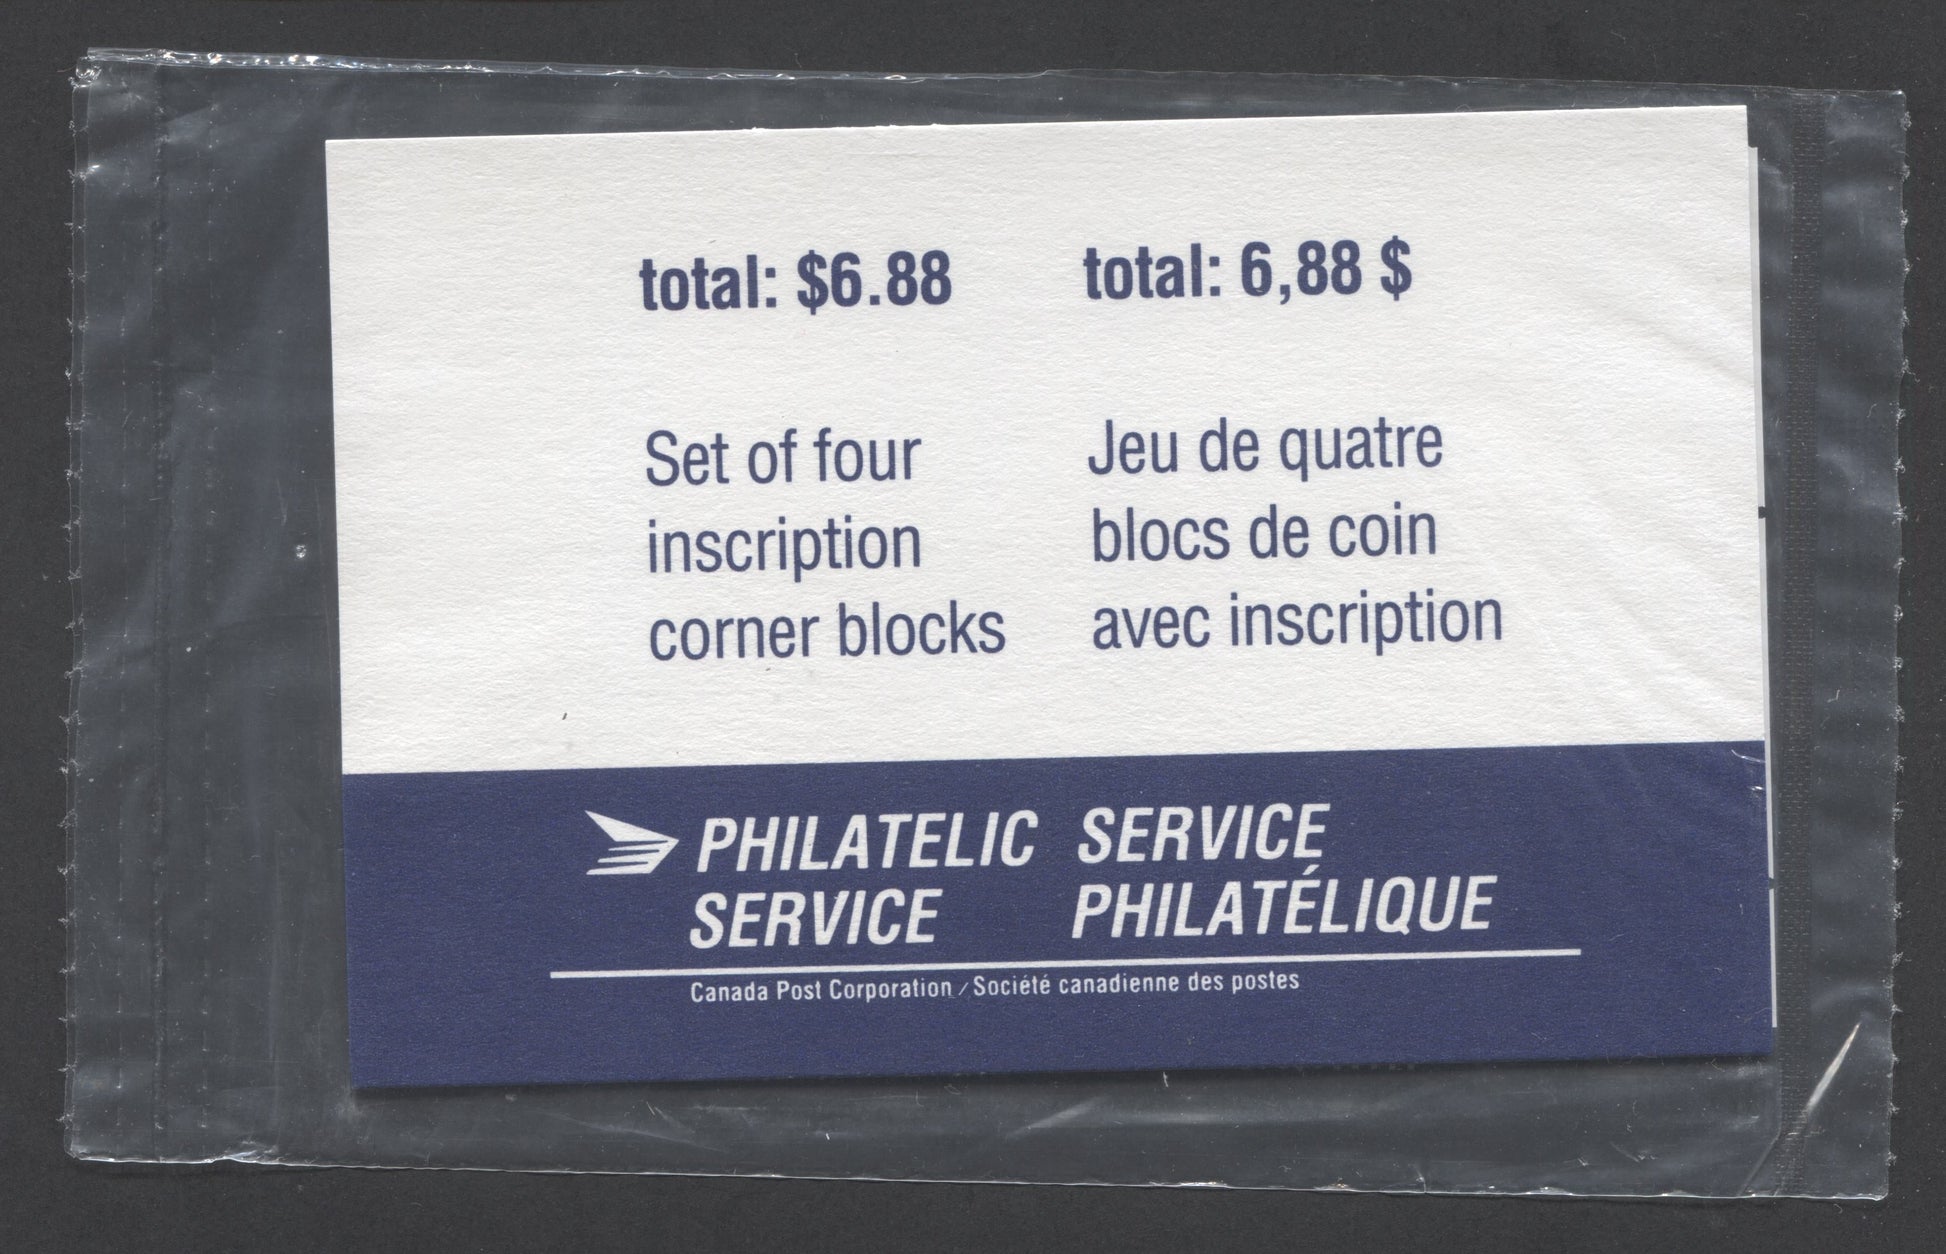 total: $6.88
total: 6,88 $
Set of four
inscription
corner blocks
Jeu de quatre
blocs de coin
avec inscription
PHILATELIC
SERVICE
SERVICE
PHILATÉLIQUE
Canada Post Corporation / Société canadienne des postes